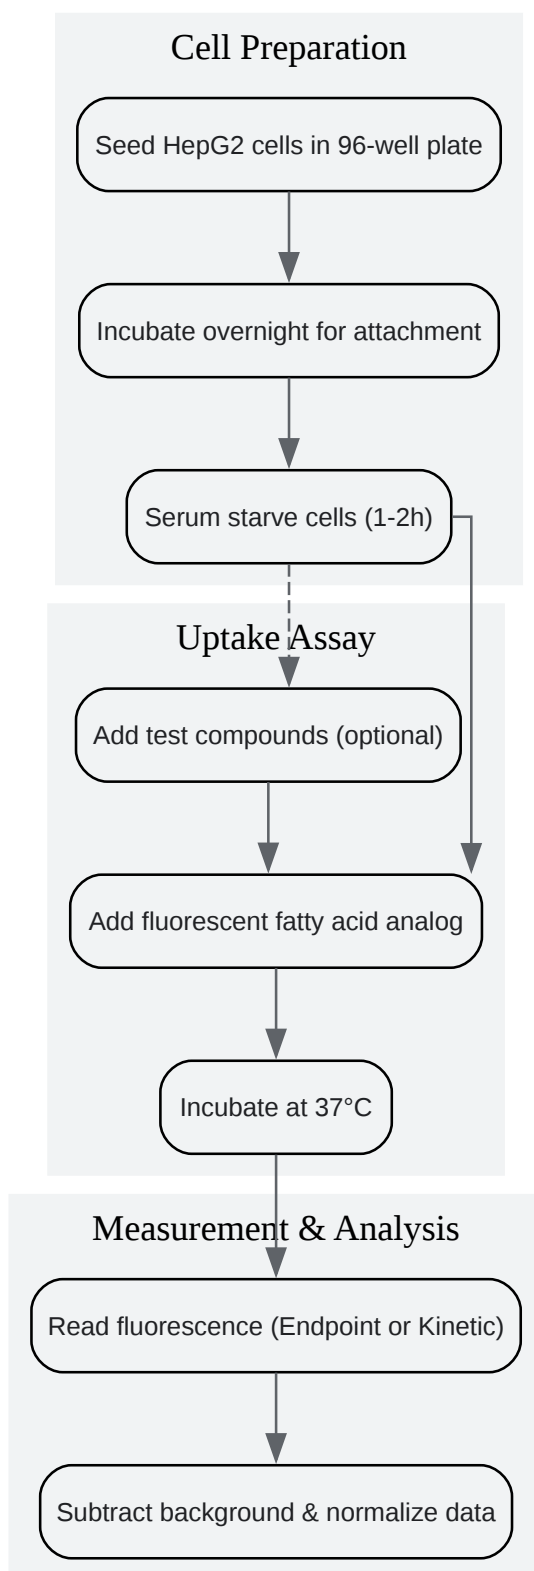 Cell Preparation
Seed HepG2 cells in 96-well plate
Incubate overnight for attachment
Serum starve cells (1-2h)
Uptake Assay
Add test compounds (optional)
Add fluorescent fatty acid analog
Incubate at 37°C
Measurement & Analysis
Read fluorescence (Endpoint or Kinetic)
Subtract background & normalize data